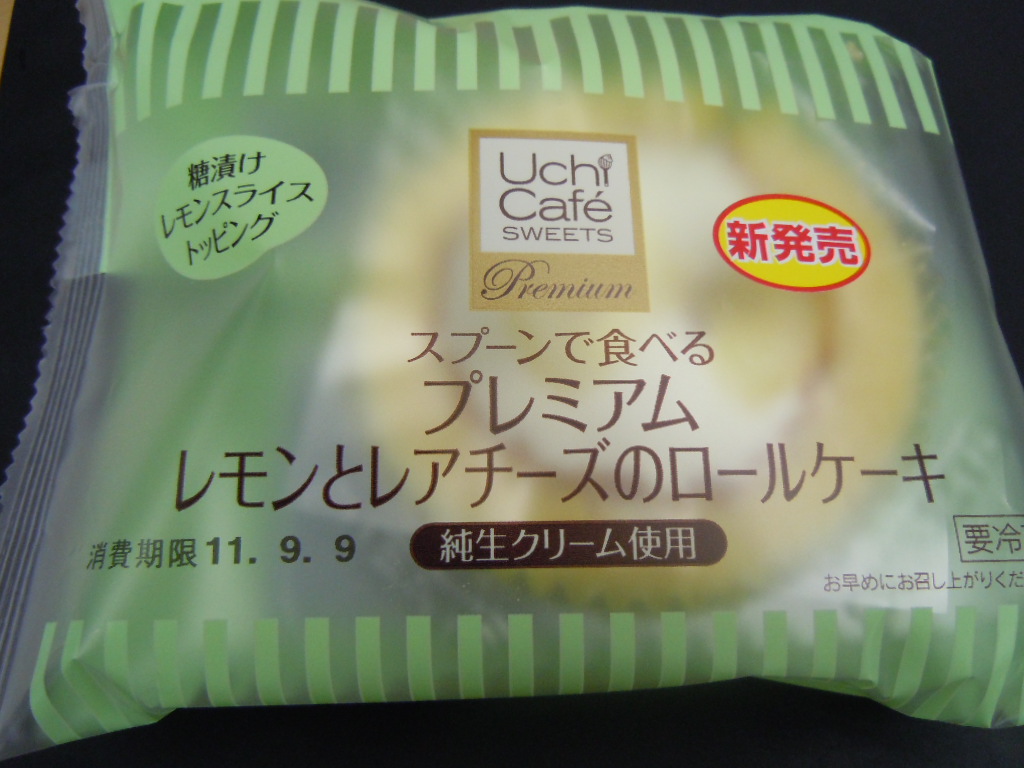 糖漬け
レモンスライス
トッピング
Uchi
Café
SWEETS
Premium
新発売
スプーンで食べる
プレミアム
レモンとレアチーズのロールケーキ
純生クリーム使用
消費期限 11. 9. 9
要冷
お早めにお召し上がりくだ